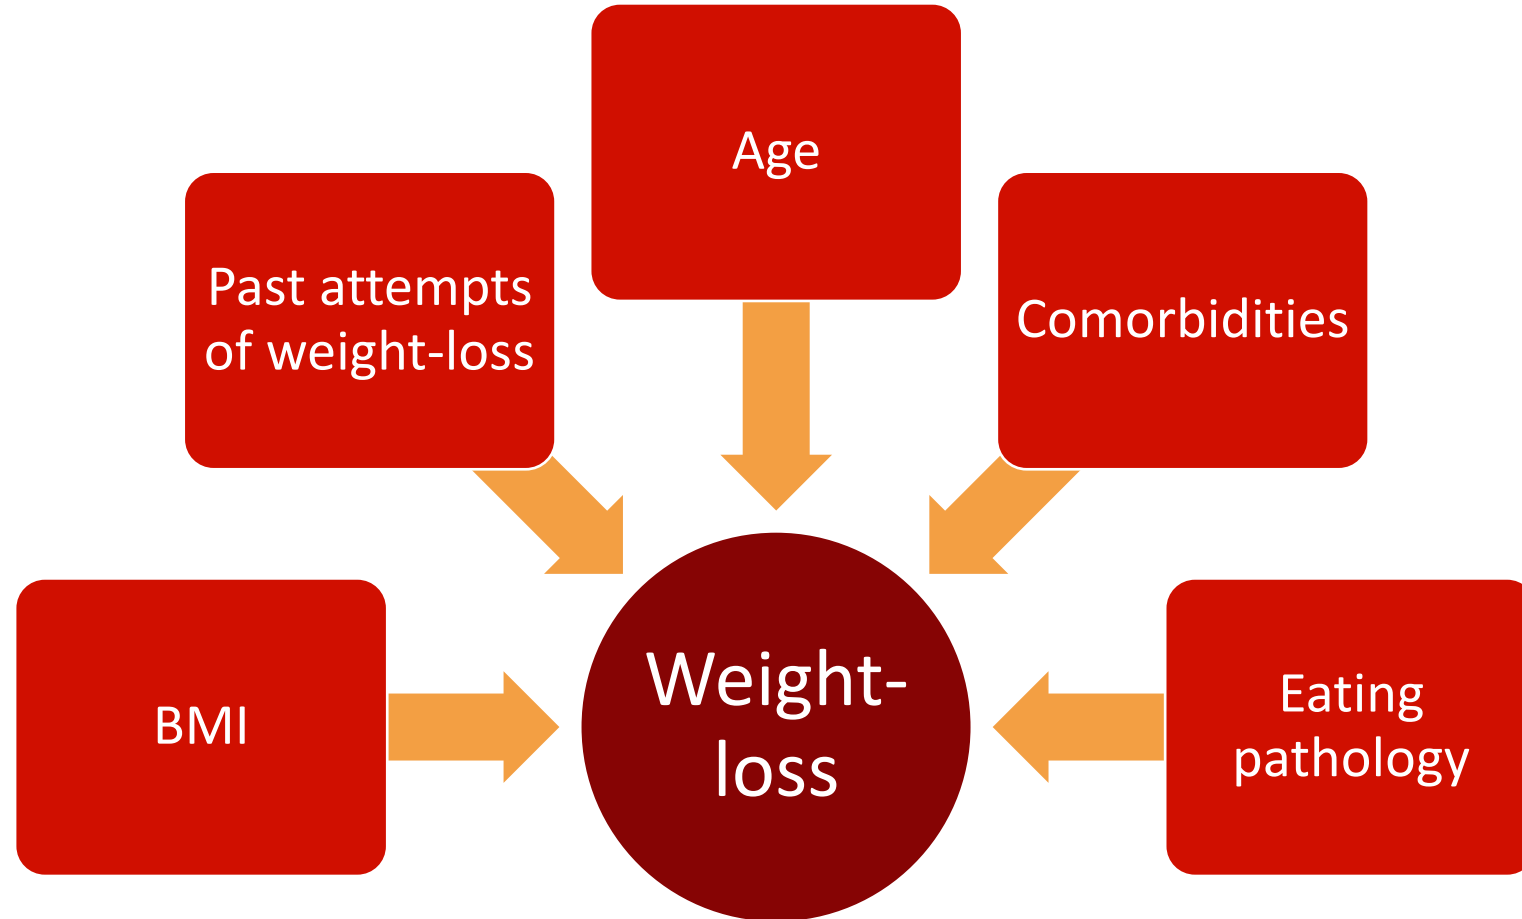 Age
Past attempts
of weight-loss
Comorbidities
BMI
Weight-
loss
Eating
pathology